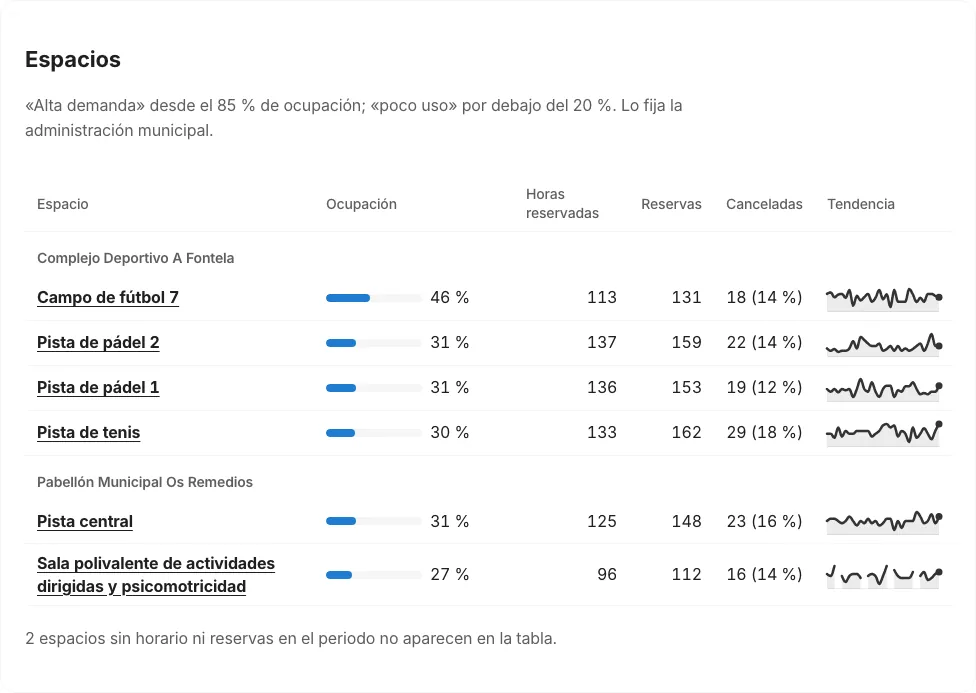 Espacios
«Alta demanda» desde el 85 % de ocupación; «poco uso» por debajo del 20 %. Lo fija la
administración municipal.
Espacio Ocupación Horas reservadas Reservas Canceladas Tendencia
Complejo Deportivo A Fontela
Campo de fútbol 7 46 % 113 131 18 (14 %)
Pista de pádel 2 31 % 137 159 22 (14 %)
Pista de pádel 1 31 % 136 153 19 (12 %)
Pista de tenis 30 % 133 162 29 (18 %)
Pabellón Municipal Os Remedios
Pista central 31 % 125 148 23 (16 %)
Sala polivalente de actividades
dirigidas y psicomotricidad 27 % 96 112 16 (14 %)
2 espacios sin horario ni reservas en el periodo no aparecen en la tabla.